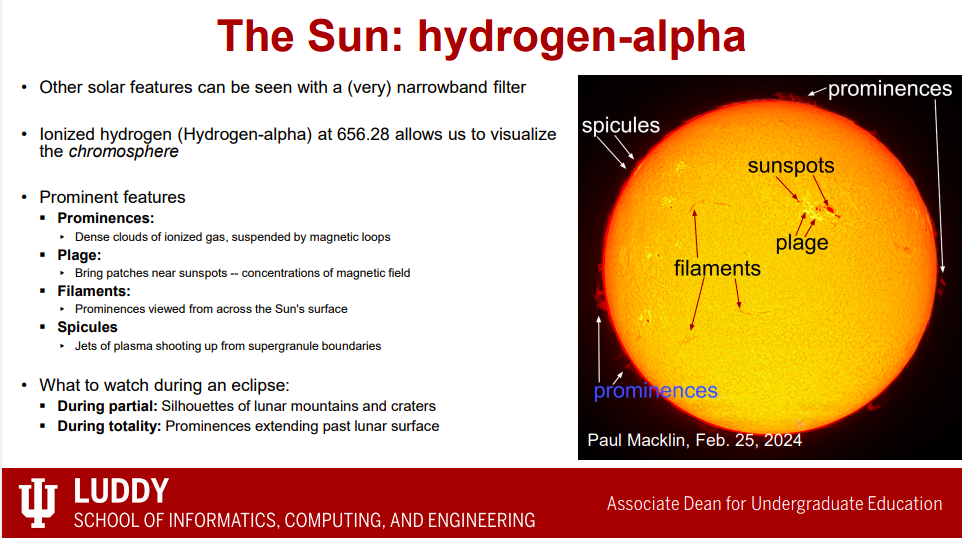 The Sun: hydrogen-alpha
• Other solar features can be seen with a (very) narrowband filter
• Ionized hydrogen (Hydrogen-alpha) at 656.28 allows us to visualize
the chromosphere
• Prominent features
▪ Prominences:
‣ Dense clouds of ionized gas, suspended by magnetic loops
▪ Plage:
‣ Bring patches near sunspots -- concentrations of magnetic field
▪ Filaments:
‣ Prominences viewed from across the Sun's surface
▪ Spicules
‣ Jets of plasma shooting up from supergranule boundaries
• What to watch during an eclipse:
▪ During partial: Silhouettes of lunar mountains and craters
▪ During totality: Prominences extending past lunar surface
prominences
spicules
sunspots
plage
filaments
prominences
Paul Macklin, Feb. 25, 2024
LUDDY
SCHOOL OF INFORMATICS, COMPUTING, AND ENGINEERING
Associate Dean for Undergraduate Education